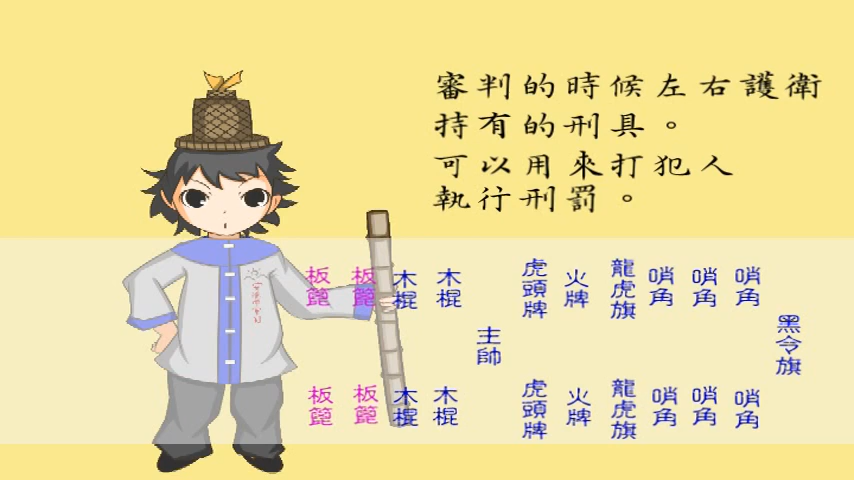 審判的時候左右護衛
持有的刑具。
可以用來打犯人
執行刑罰。
板篦 板篦 木棍 木棍 虎頭牌 火牌 龍虎旗 哨角 哨角 哨角
主帥 黑令旗
板篦 板篦 木棍 木棍 虎頭牌 火牌 龍虎旗 哨角 哨角 哨角